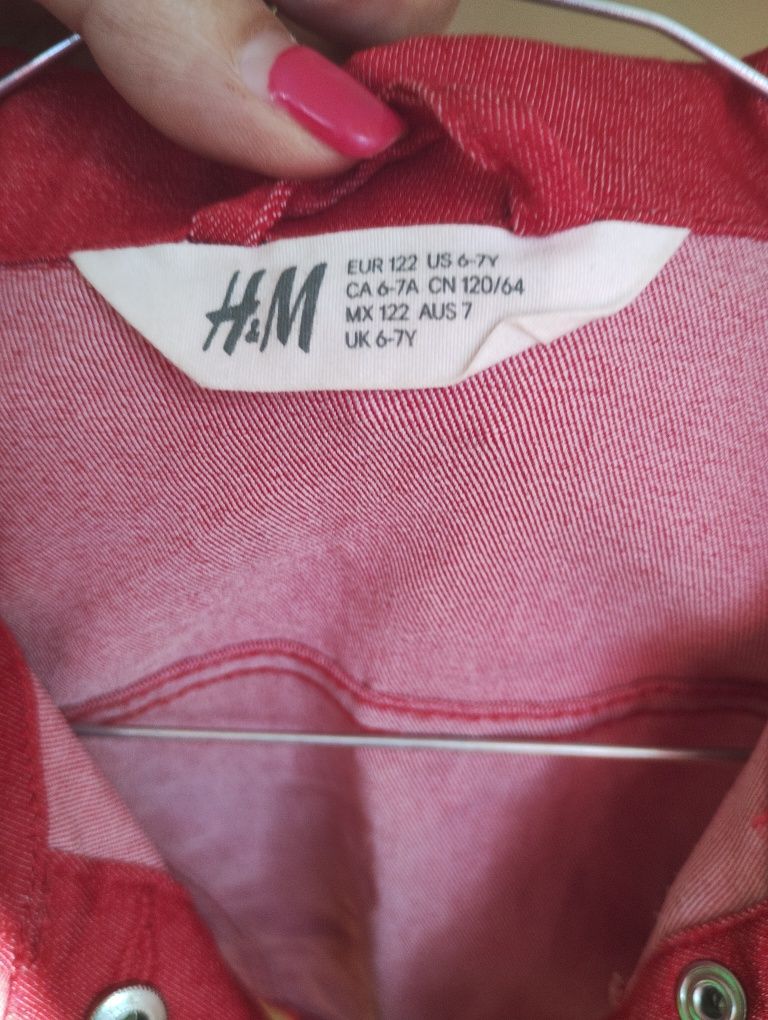 H&M
EUR 122 US 6-7Y
CA 6-7A CN 120/64
MX 122 AUS 7
UK 6-7Y